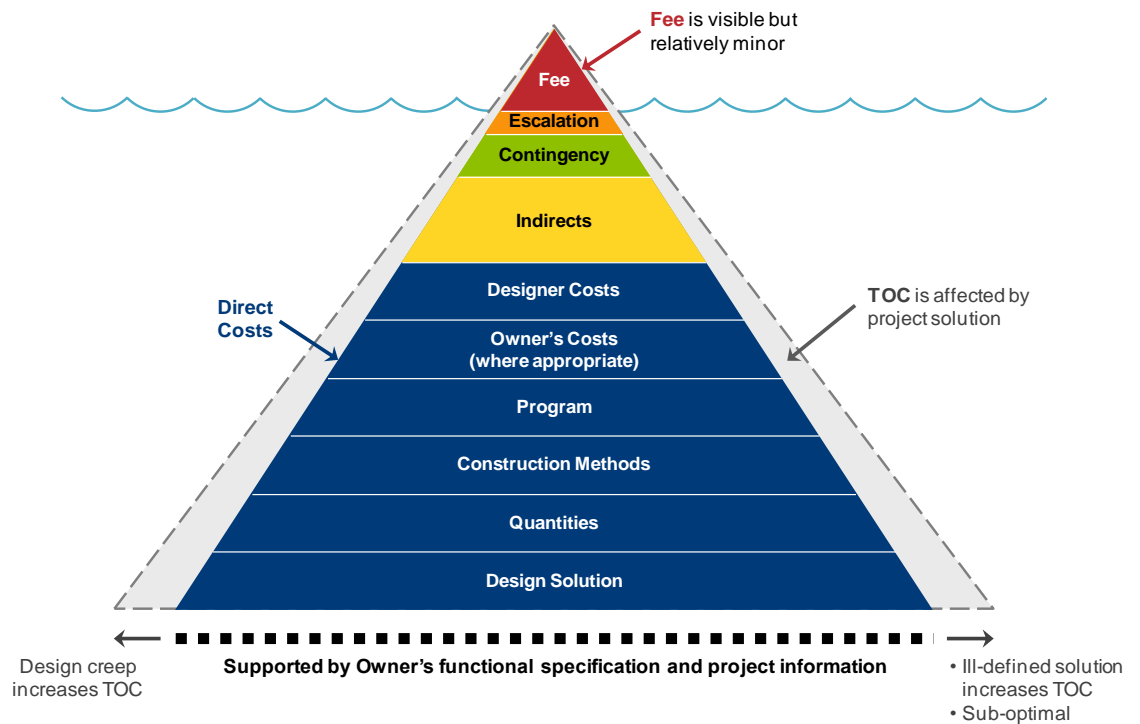 Fee is visible but
relatively minor
Fee
Escalation
Contingency
Indirects
Designer Costs
Direct
Costs
TOC is affected by
project solution
Owner's Costs
(where appropriate)
Program
Construction Methods
Quantities
Design Solution
Design creep
increases TOC
Supported by Owner's functional specification and project information
• Ill-defined solution
increases TOC
• Sub-optimal